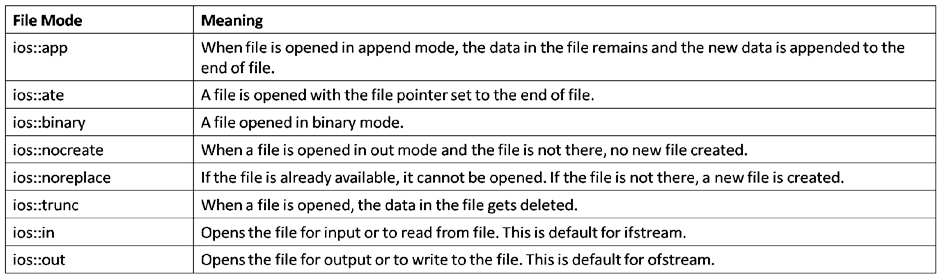 File Mode Meaning
ios::app When file is opened in append mode, the data in the file remains and the new data is appended to the
end of file.
ios::ate A file is opened with the file pointer set to the end of file.
ios::binary A file opened in binary mode.
ios::nocreate When a file is opened in out mode and the file is not there, no new file created.
ios::noreplace If the file is already available, it cannot be opened. If the file is not there, a new file is created.
ios::trunc When a file is opened, the data in the file gets deleted.
ios::in Opens the file for input or to read from file. This is default for ifstream.
ios::out Opens the file for output or to write to the file. This is default for ofstream.